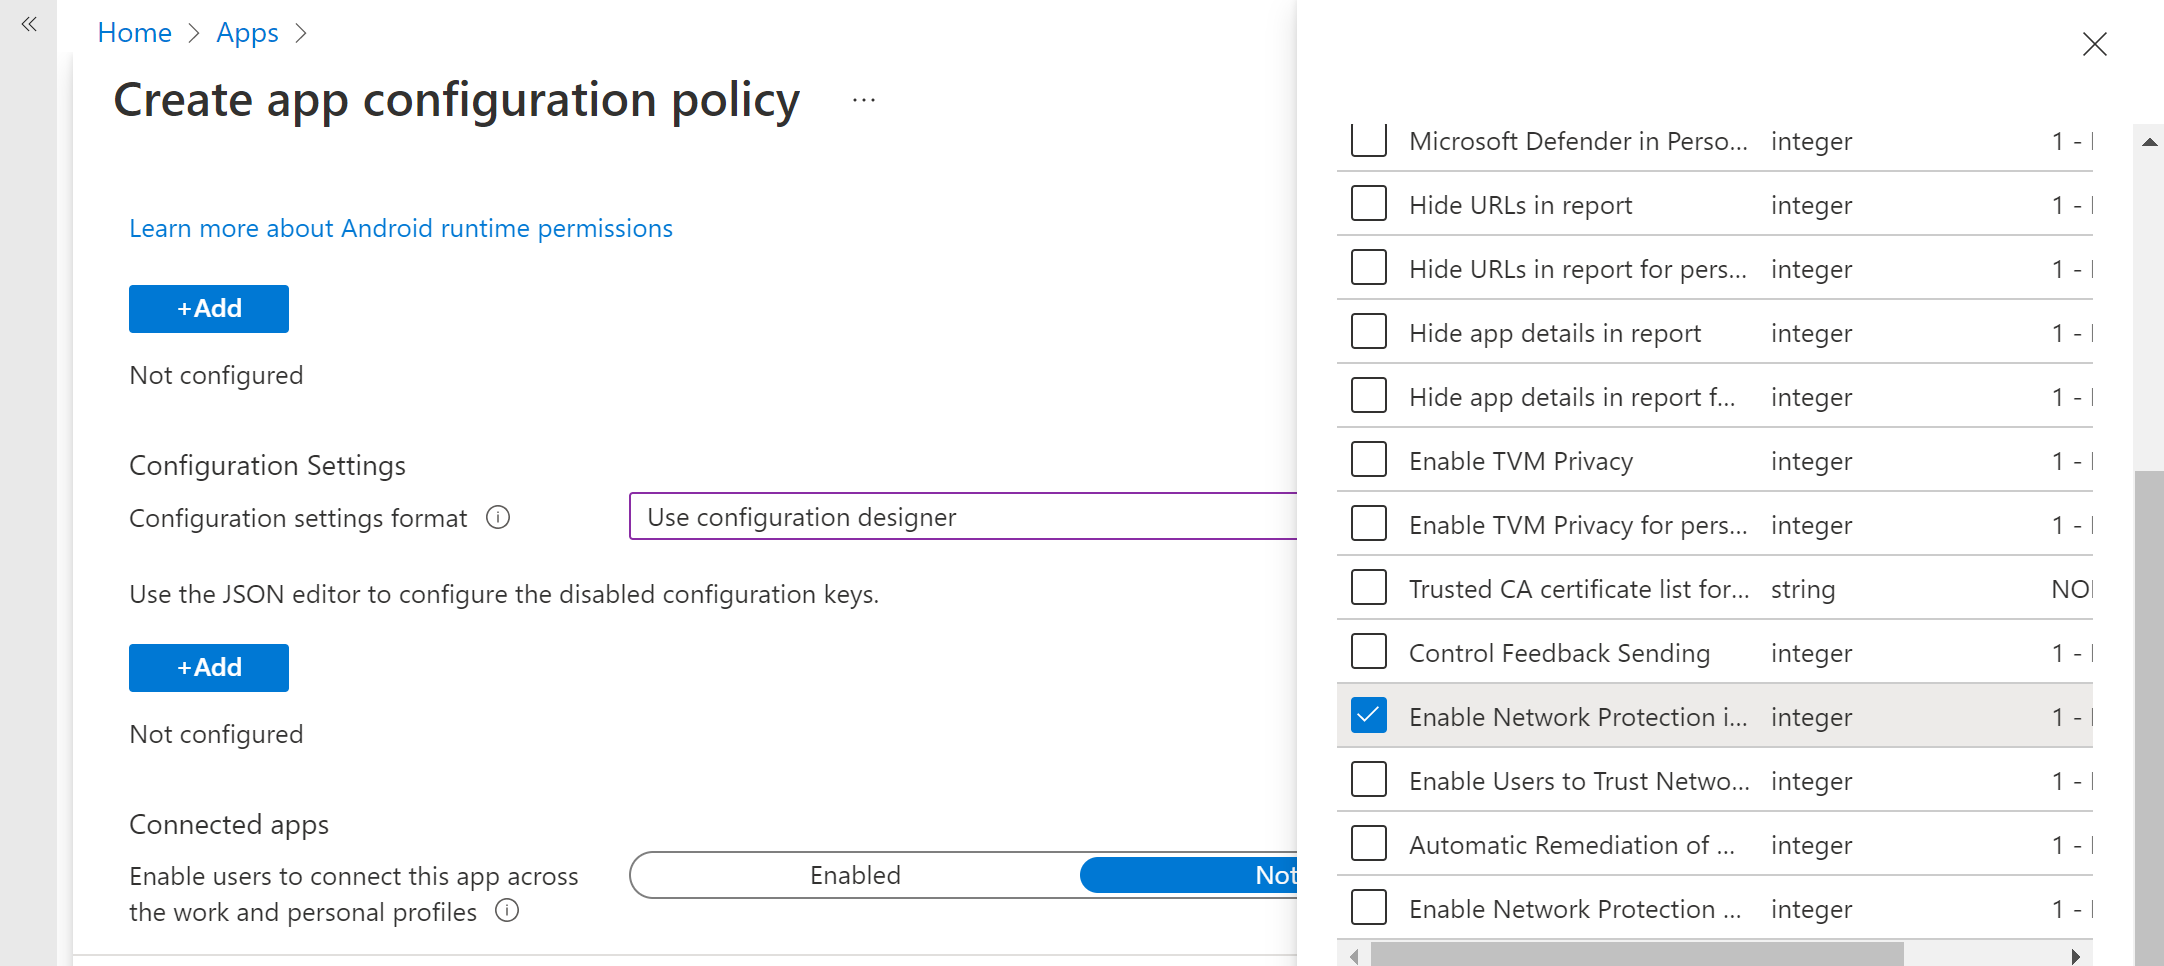 Home > Apps >
Create app configuration policy ...
Learn more about Android runtime permissions
+Add
Not configured
Configuration Settings
Configuration settings format
Use configuration designer
Use the JSON editor to configure the disabled configuration keys.
+Add
Not configured
Connected apps
Enable users to connect this app across
the work and personal profiles
Enabled
Not
Microsoft Defender in Perso... integer 1 -
Hide URLs in report integer 1 -
Hide URLs in report for pers... integer 1 -
Hide app details in report integer 1 -
Hide app details in report f... integer 1 -
Enable TVM Privacy integer 1 -
Enable TVM Privacy for pers... integer 1 -
Trusted CA certificate list for... string NO
Control Feedback Sending integer 1 -
Enable Network Protection i... integer 1 -
Enable Users to Trust Netwo... integer 1 -
Automatic Remediation of ... integer 1 -
Enable Network Protection ... integer 1 -